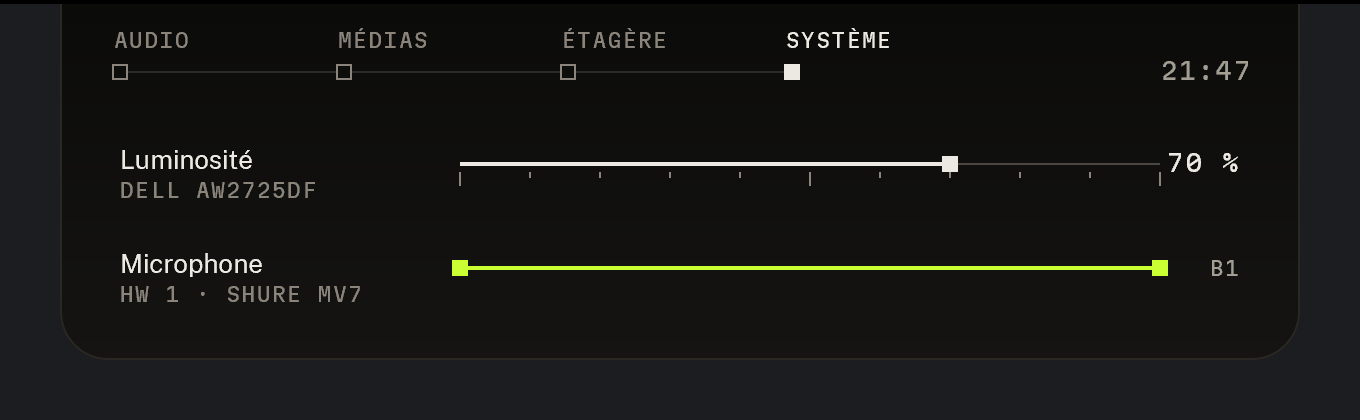 AUDIO MÉDIAS ÉTAGÈRE SYSTÈME
21:47
Luminosité
70 %
DELL AW2725DF
Microphone
B1
HW 1 · SHURE MV7